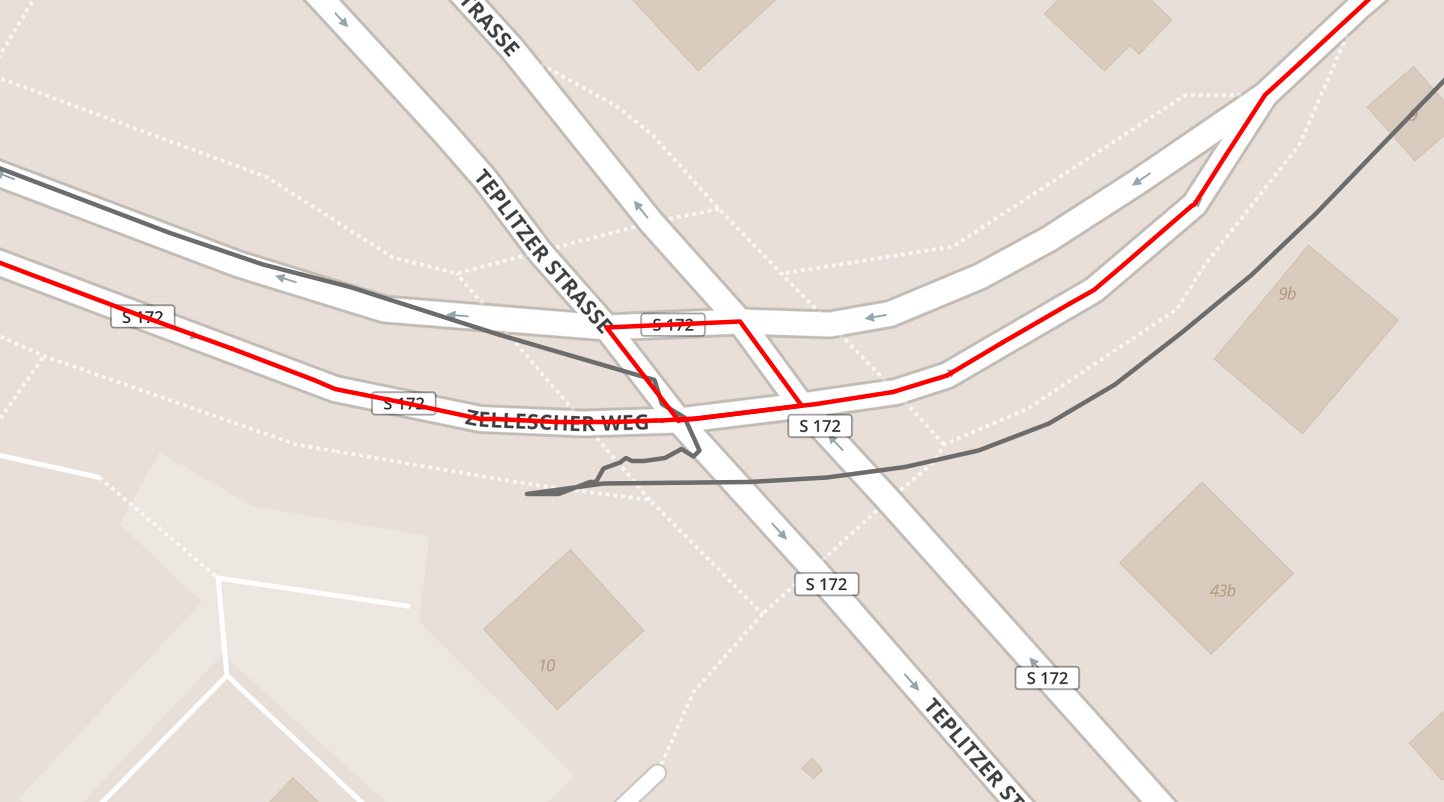 TRASSE
TEPLITZER STRASSE
9b
S 172
S 172
S 172
ZELLESCHER WEG
S 172
S 172
43b
10
S 172
TEPLITZER ST